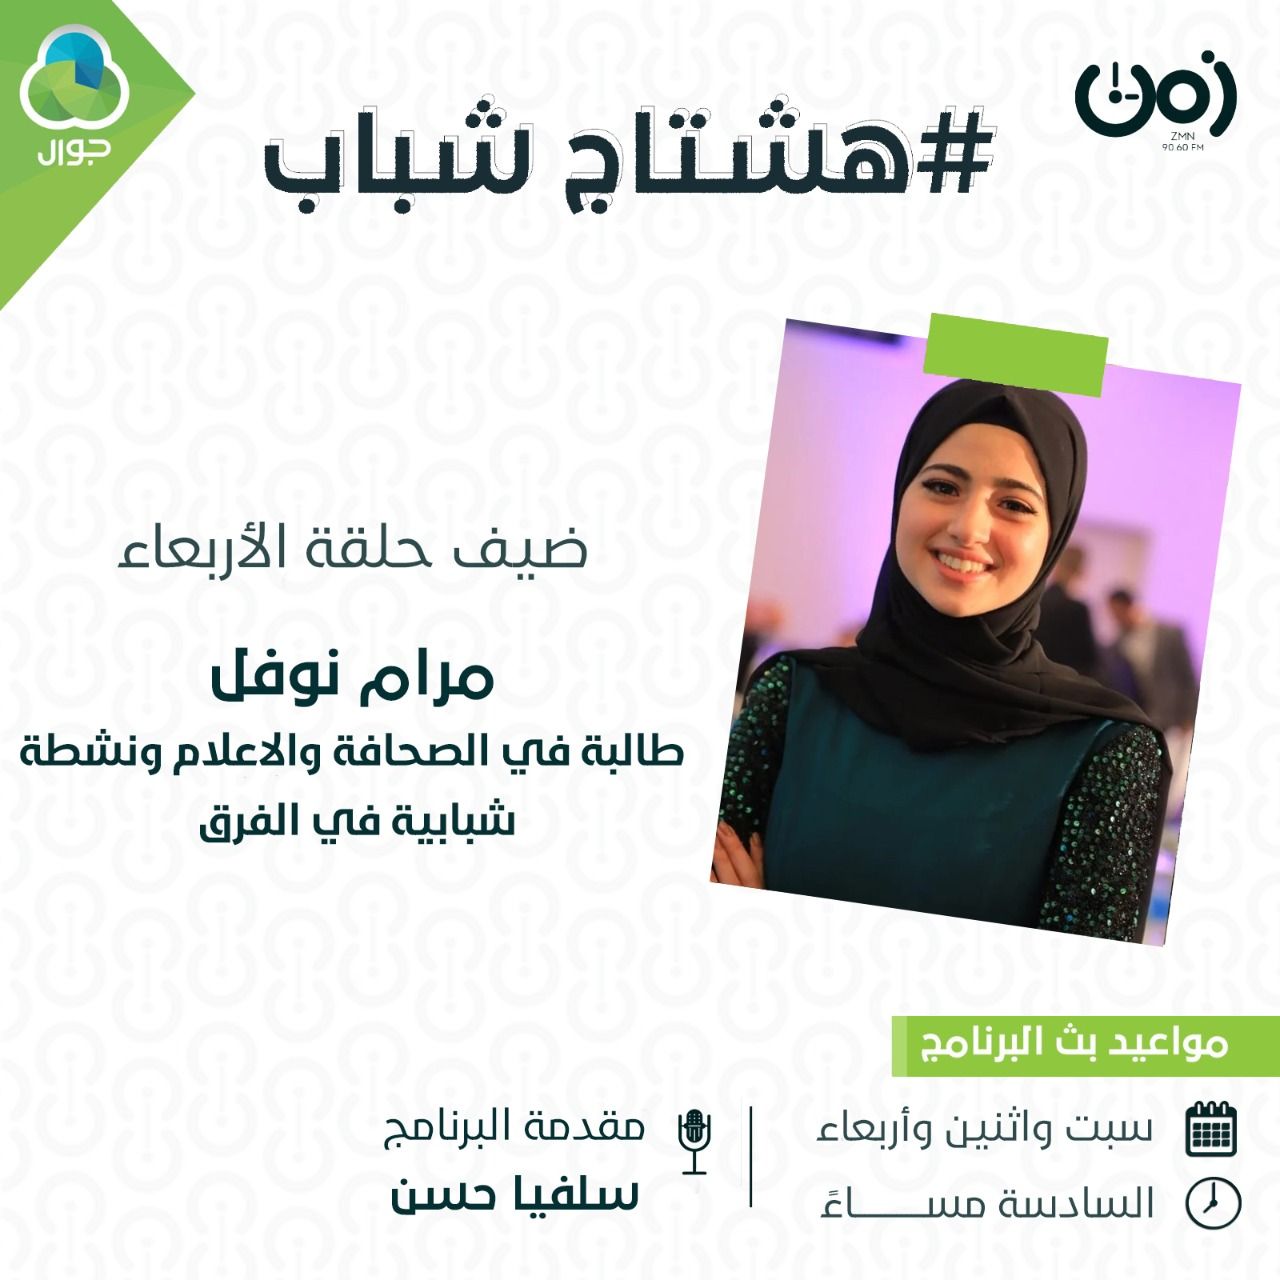 جوال
زمن
ZMN
90.60 FM
#هشتاج شباب
ضيف حلقة الأربعاء
مرام نوفل
طالبة في الصحافة والاعلام ونشطة
شبابية في الفرق
مواعيد بث البرنامج
سبت واثنين وأربعاء
السادسة مســـــــاءً
مقدمة البرنامج
سلفيا حسن